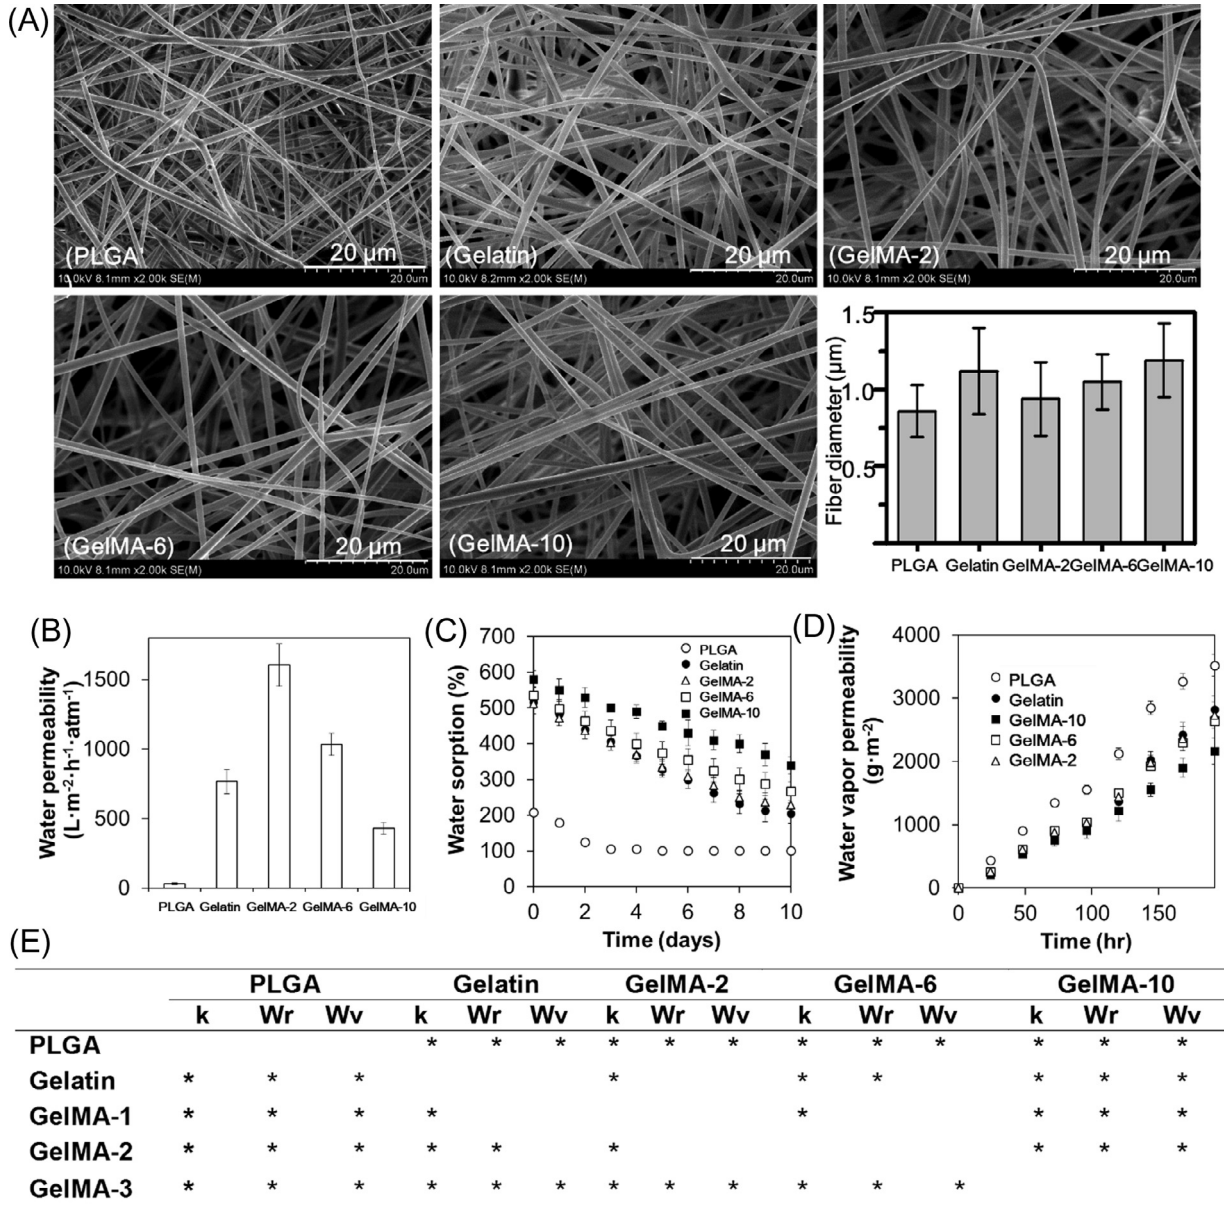 (A)
(PLGA)
20 µm
10.0kV 8.1mm x2.00k SE(M)
20.0um
(Gelatin)
20 µm
10.0kV 8.2mm x2.00k SE(M)
20.0um
(GelMA-2)
20 µm
10.0kV 8.1mm x2.00k SE(M)
20.0um
(GelMA-6)
20 µm
10.0kV 8.1mm x2.00k SE(M)
20.0um
(GelMA-10)
20 µm
10.0kV 8.1mm x2.00k SE(M)
20.0um
Fiber diameter (µm)
1.5
1.0
0.5
PLGA Gelatin GelMA-2 GelMA-6 GelMA-10
(B)
Water permeability
(L·m-2·h-1·atm-1)
1500
1000
500
0
PLGA Gelatin GelMA-2 GelMA-6 GelMA-10
(C)
Water sorption (%)
700
600
500
400
300
200
100
0
PLGA
Gelatin
GelMA-2
GelMA-6
GelMA-10
0 2 4 6 8 10
Time (days)
(D)
Water vapor permeability
(g·m-2)
4000
3000
2000
1000
0
PLGA
Gelatin
GelMA-10
GelMA-6
GelMA-2
0 50 100 150
Time (hr)
(E)
PLGA Gelatin GelMA-2 GelMA-6 GelMA-10
k Wr Wv k Wr Wv k Wr Wv k Wr Wv k Wr Wv
PLGA * * * * * * * * * * * *
Gelatin * * * * * * * * *
GelMA-1 * * * * * * * *
GelMA-2 * * * * * * * * *
GelMA-3 * * * * * * * * * * * *